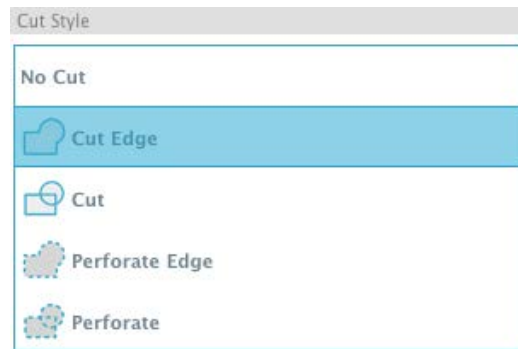 Cut Style
No Cut
Cut Edge
Cut
Perforate Edge
Perforate